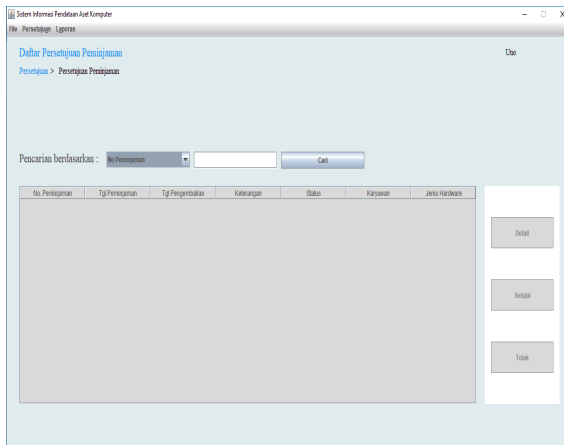 Sistem Informasi Pendataan Aset Komputer
File Persetujugn Laporan
Daftar Persetujuan Peminjaman
Uno
Persetujuan > Persetujuan Peminjaman
Pencarian berdasarkan : No Peminjaman Cari
No. Peminjaman Tgl Peminjaman Tgl Pengembalian Keterangan Status Karyawan Jenis Hardware
Detail
Setujui
Tolak